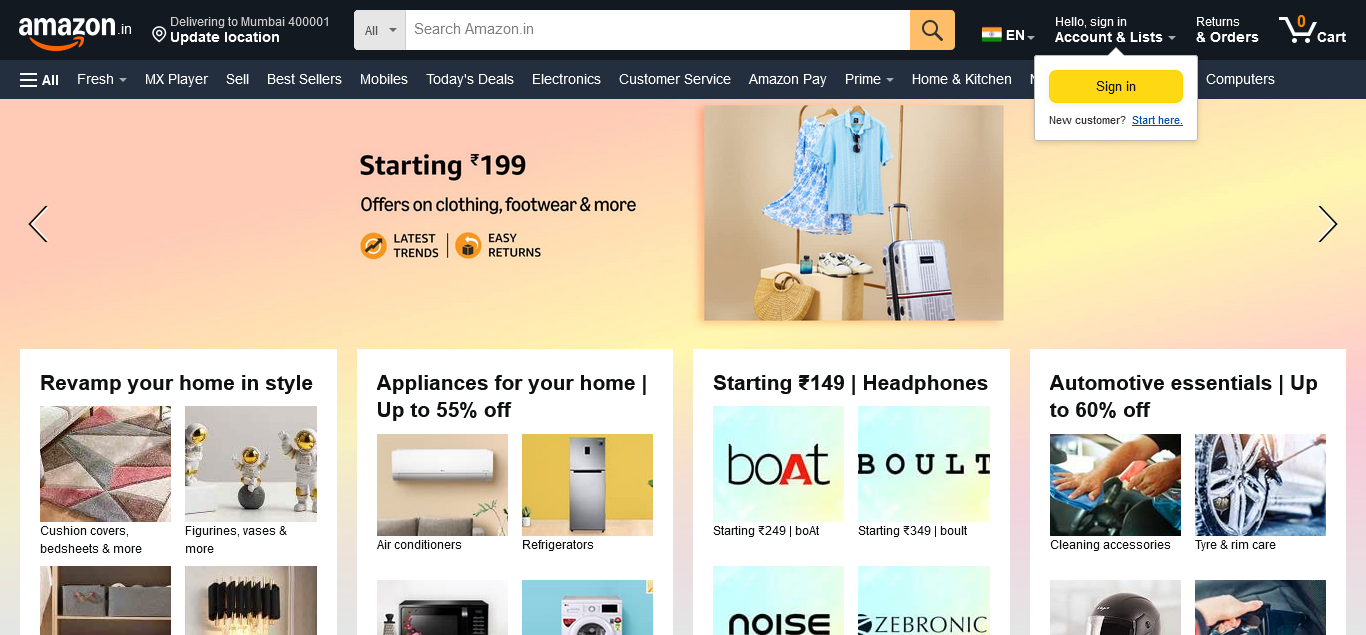 amazon.in
Delivering to Mumbai 400001
Update location
All
Search Amazon.in
EN
Hello, sign in
Account & Lists
Returns
& Orders
0
Cart
All
Fresh
MX Player
Sell
Best Sellers
Mobiles
Today's Deals
Electronics
Customer Service
Amazon Pay
Prime
Home & Kitchen
Computers
Sign in
New customer? Start here.
Starting ₹199
Offers on clothing, footwear & more
LATEST
TRENDS
EASY
RETURNS
Revamp your home in style
Cushion covers,
bedsheets & more
Figurines, vases &
more
Appliances for your home |
Up to 55% off
Air conditioners
Refrigerators
Starting ₹149 | Headphones
boAt
BOULT
Starting ₹249 | boAt
Starting ₹349 | boult
noise
ZEBRONIC
Automotive essentials | Up
to 60% off
Cleaning accessories
Tyre & rim care